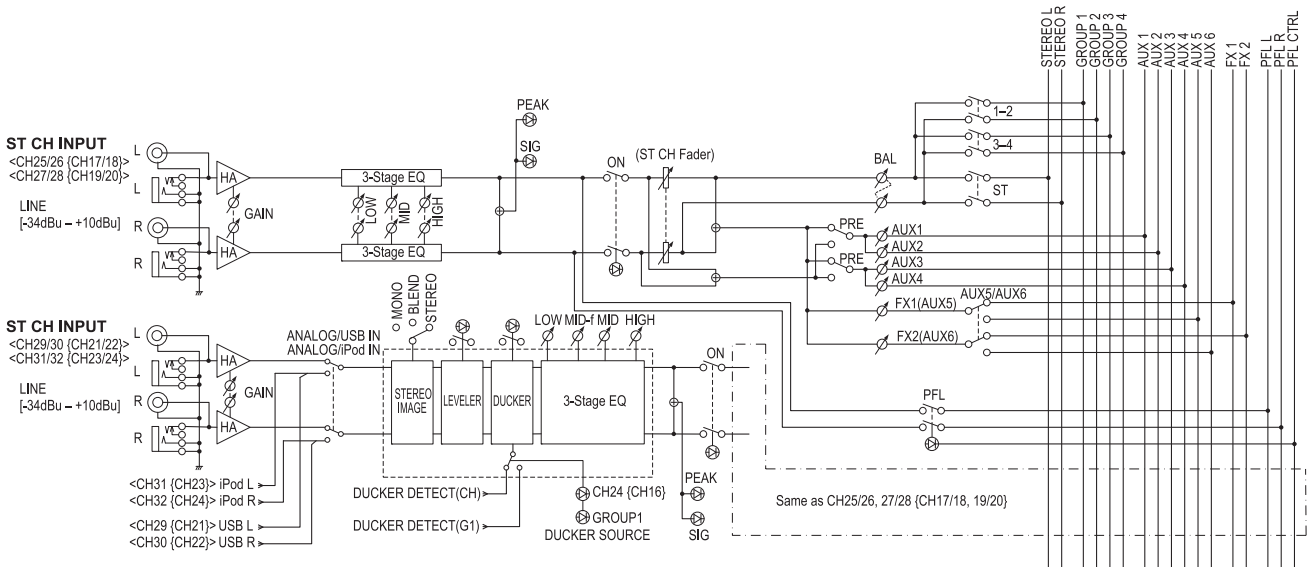 STEREO L
STEREO R
GROUP 1
GROUP 2
GROUP 3
GROUP 4
AUX 1
AUX 2
AUX 3
AUX 4
AUX 5
AUX 6
FX 1
FX 2
PFL L
PFL R
PFL CTRL
PEAK
SIG
1–2
3–4
ST
ST CH INPUT
<CH25/26 {CH17/18}>
<CH27/28 {CH19/20}>
LINE
[-34dBu – +10dBu]
L
L
R
R
HA
HA
GAIN
3-Stage EQ
LOW
MID
HIGH
3-Stage EQ
ON
(ST CH Fader)
BAL
PRE
PRE
AUX1
AUX2
AUX3
AUX4
FX1(AUX5)
AUX5/AUX6
FX2(AUX6)
PFL
ST CH INPUT
<CH29/30 {CH21/22}>
<CH31/32 {CH23/24}>
LINE
[-34dBu – +10dBu]
L
L
R
R
HA
HA
GAIN
ANALOG/USB IN
ANALOG/iPod IN
MONO
BLEND
STEREO
STEREO
IMAGE
LEVELER
DUCKER
LOW MID-f MID HIGH
3-Stage EQ
ON
<CH31 {CH23}> iPod L
<CH32 {CH24}> iPod R
<CH29 {CH21}> USB L
<CH30 {CH22}> USB R
DUCKER DETECT(CH)
DUCKER DETECT(G1)
CH24 {CH16}
GROUP1
DUCKER SOURCE
PEAK
SIG
Same as CH25/26, 27/28 {CH17/18, 19/20}